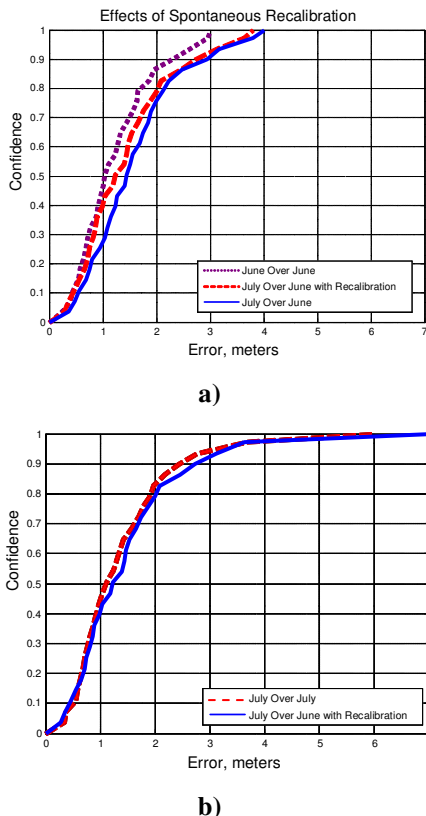 Effects of Spontaneous Recalibration
1
0.9
0.8
0.7
0.6
0.5
0.4
0.3
0.2
0.1
0
Confidence
June Over June
July Over June with Recalibration
July Over June
0 1 2 3 4 5 6 7
Error, meters
a)
1
0.9
0.8
0.7
0.6
0.5
0.4
0.3
0.2
0.1
0
Confidence
July Over July
July Over June with Recalibration
0 1 2 3 4 5 6
Error, meters
b)